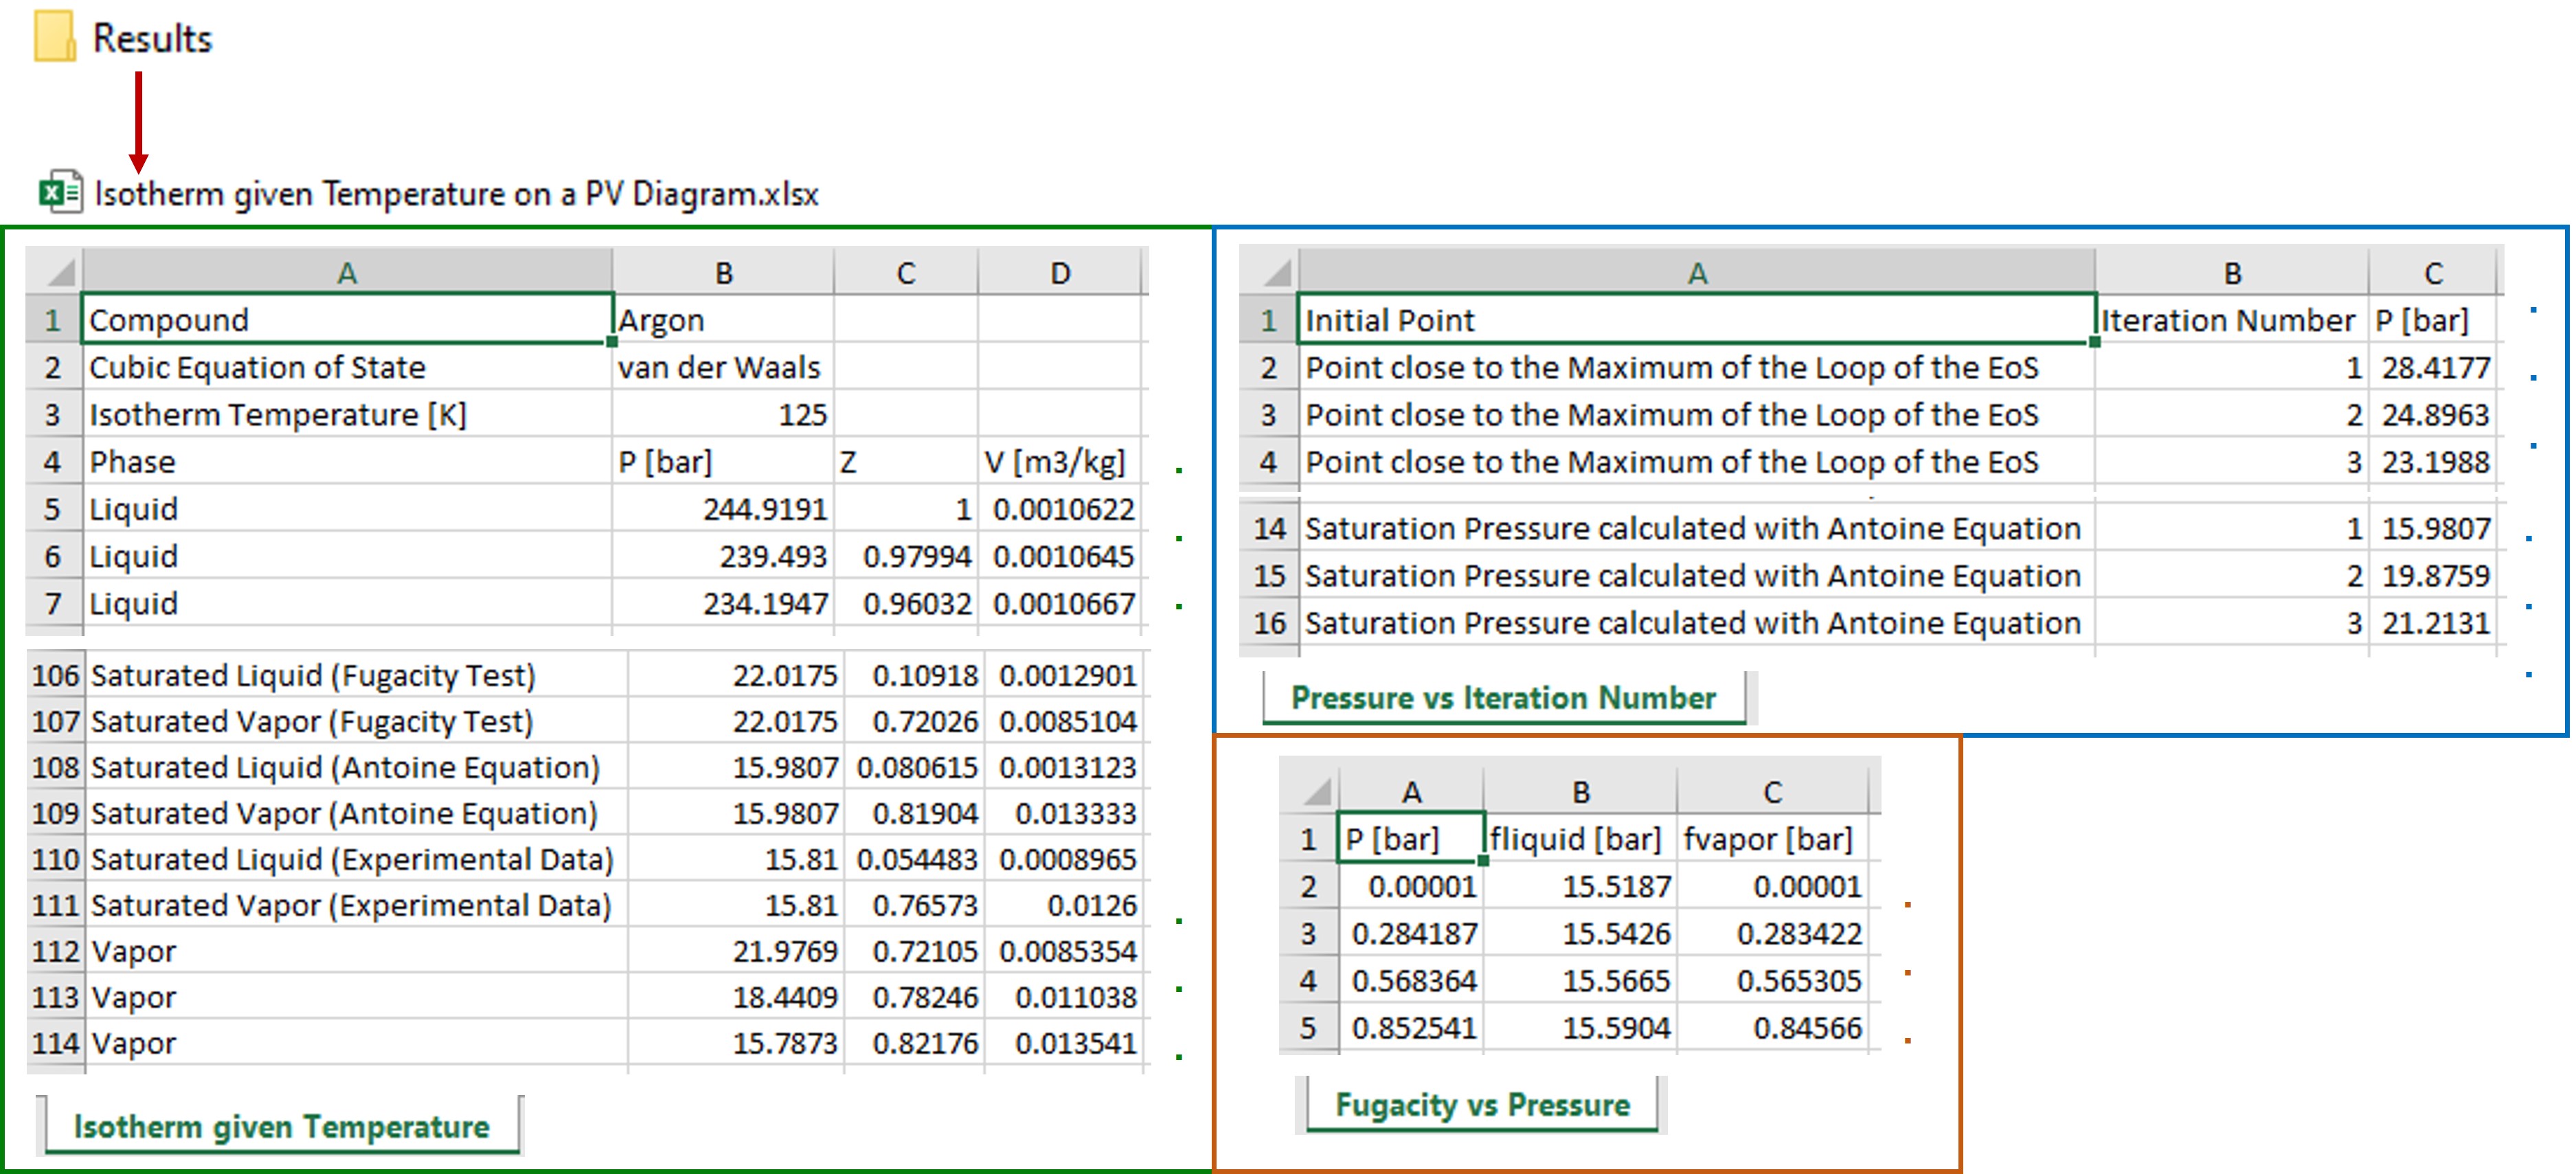 Results
Isotherm given Temperature on a PV Diagram.xlsx
A B C D
1 Compound Argon
2 Cubic Equation of State van der Waals
3 Isotherm Temperature [K] 125
4 Phase P [bar] Z V [m3/kg]
5 Liquid 244.9191 1 0.0010622
6 Liquid 239.493 0.97994 0.0010645
7 Liquid 234.1947 0.96032 0.0010667
106 Saturated Liquid (Fugacity Test) 22.0175 0.10918 0.0012901
107 Saturated Vapor (Fugacity Test) 22.0175 0.72026 0.0085104
108 Saturated Liquid (Antoine Equation) 15.9807 0.080615 0.0013123
109 Saturated Vapor (Antoine Equation) 15.9807 0.81904 0.013333
110 Saturated Liquid (Experimental Data) 15.81 0.054483 0.0008965
111 Saturated Vapor (Experimental Data) 15.81 0.76573 0.0126
112 Vapor 21.9769 0.72105 0.0085354
113 Vapor 18.4409 0.78246 0.011038
114 Vapor 15.7873 0.82176 0.013541
Isotherm given Temperature
A B C
1 Initial Point Iteration Number P [bar]
2 Point close to the Maximum of the Loop of the EoS 1 28.4177
3 Point close to the Maximum of the Loop of the EoS 2 24.8963
4 Point close to the Maximum of the Loop of the EoS 3 23.1988
14 Saturation Pressure calculated with Antoine Equation 1 15.9807
15 Saturation Pressure calculated with Antoine Equation 2 19.8759
16 Saturation Pressure calculated with Antoine Equation 3 21.2131
Pressure vs Iteration Number
A B C
1 P [bar] fliquid [bar] fvapor [bar]
2 0.00001 15.5187 0.00001
3 0.284187 15.5426 0.283422
4 0.568364 15.5665 0.565305
5 0.852541 15.5904 0.84566
Fugacity vs Pressure